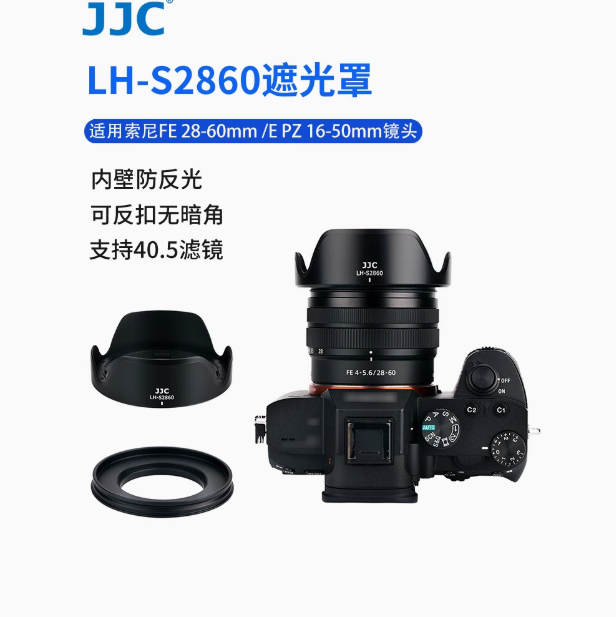 JJC®
LH-S2860遮光罩
适用索尼FE 28-60mm /E PZ 16-50mm镜头
内壁防反光
可反扣无暗角
支持40.5滤镜
JJC
LH-S2860
28
FE 4-5.6/28-60
JJC
LH-S2860
OFF
ON
C2
C1
AUTO
P
A
S
M